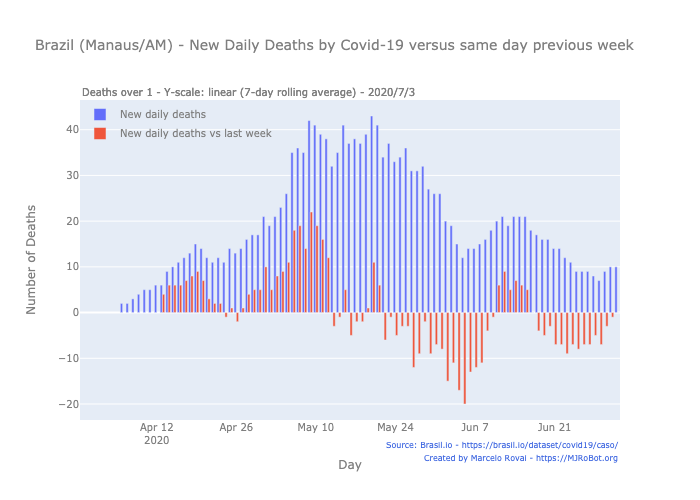 Brazil (Manaus/AM) - New Daily Deaths by Covid-19 versus same day previous week
Deaths over 1 - Y-scale: linear (7-day rolling average) - 2020/7/3
New daily deaths
New daily deaths vs last week
Number of Deaths
40
30
20
10
0
−10
−20
Apr 12
2020
Apr 26
May 10
May 24
Jun 7
Jun 21
Day
Source: Brasil.io - https://brasil.io/dataset/covid19/caso/
Created by Marcelo Rovai - https://MJRoBot.org